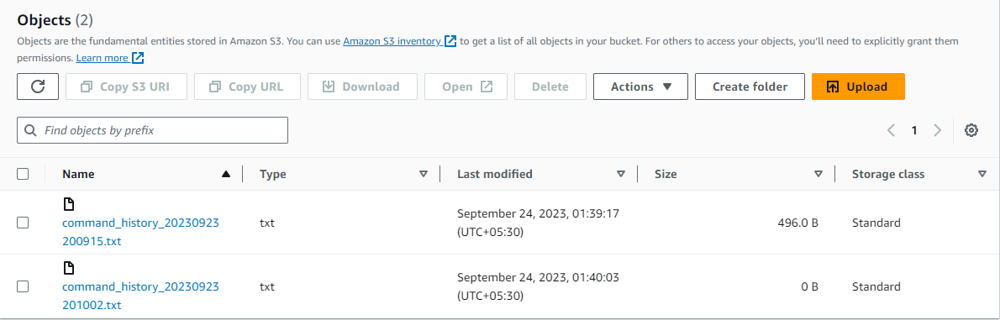 Objects (2)
Objects are the fundamental entities stored in Amazon S3. You can use Amazon S3 inventory to get a list of all objects in your bucket. For others to access your objects, you'll need to explicitly grant them
permissions. Learn more
Copy S3 URI Copy URL Download Open Delete Actions Create folder Upload
Find objects by prefix 1
Name Type Last modified Size Storage class
command_history_20230923
200915.txt
txt
September 24, 2023, 01:39:17
(UTC+05:30)
496.0 B
Standard
command_history_20230923
201002.txt
txt
September 24, 2023, 01:40:03
(UTC+05:30)
0 B
Standard